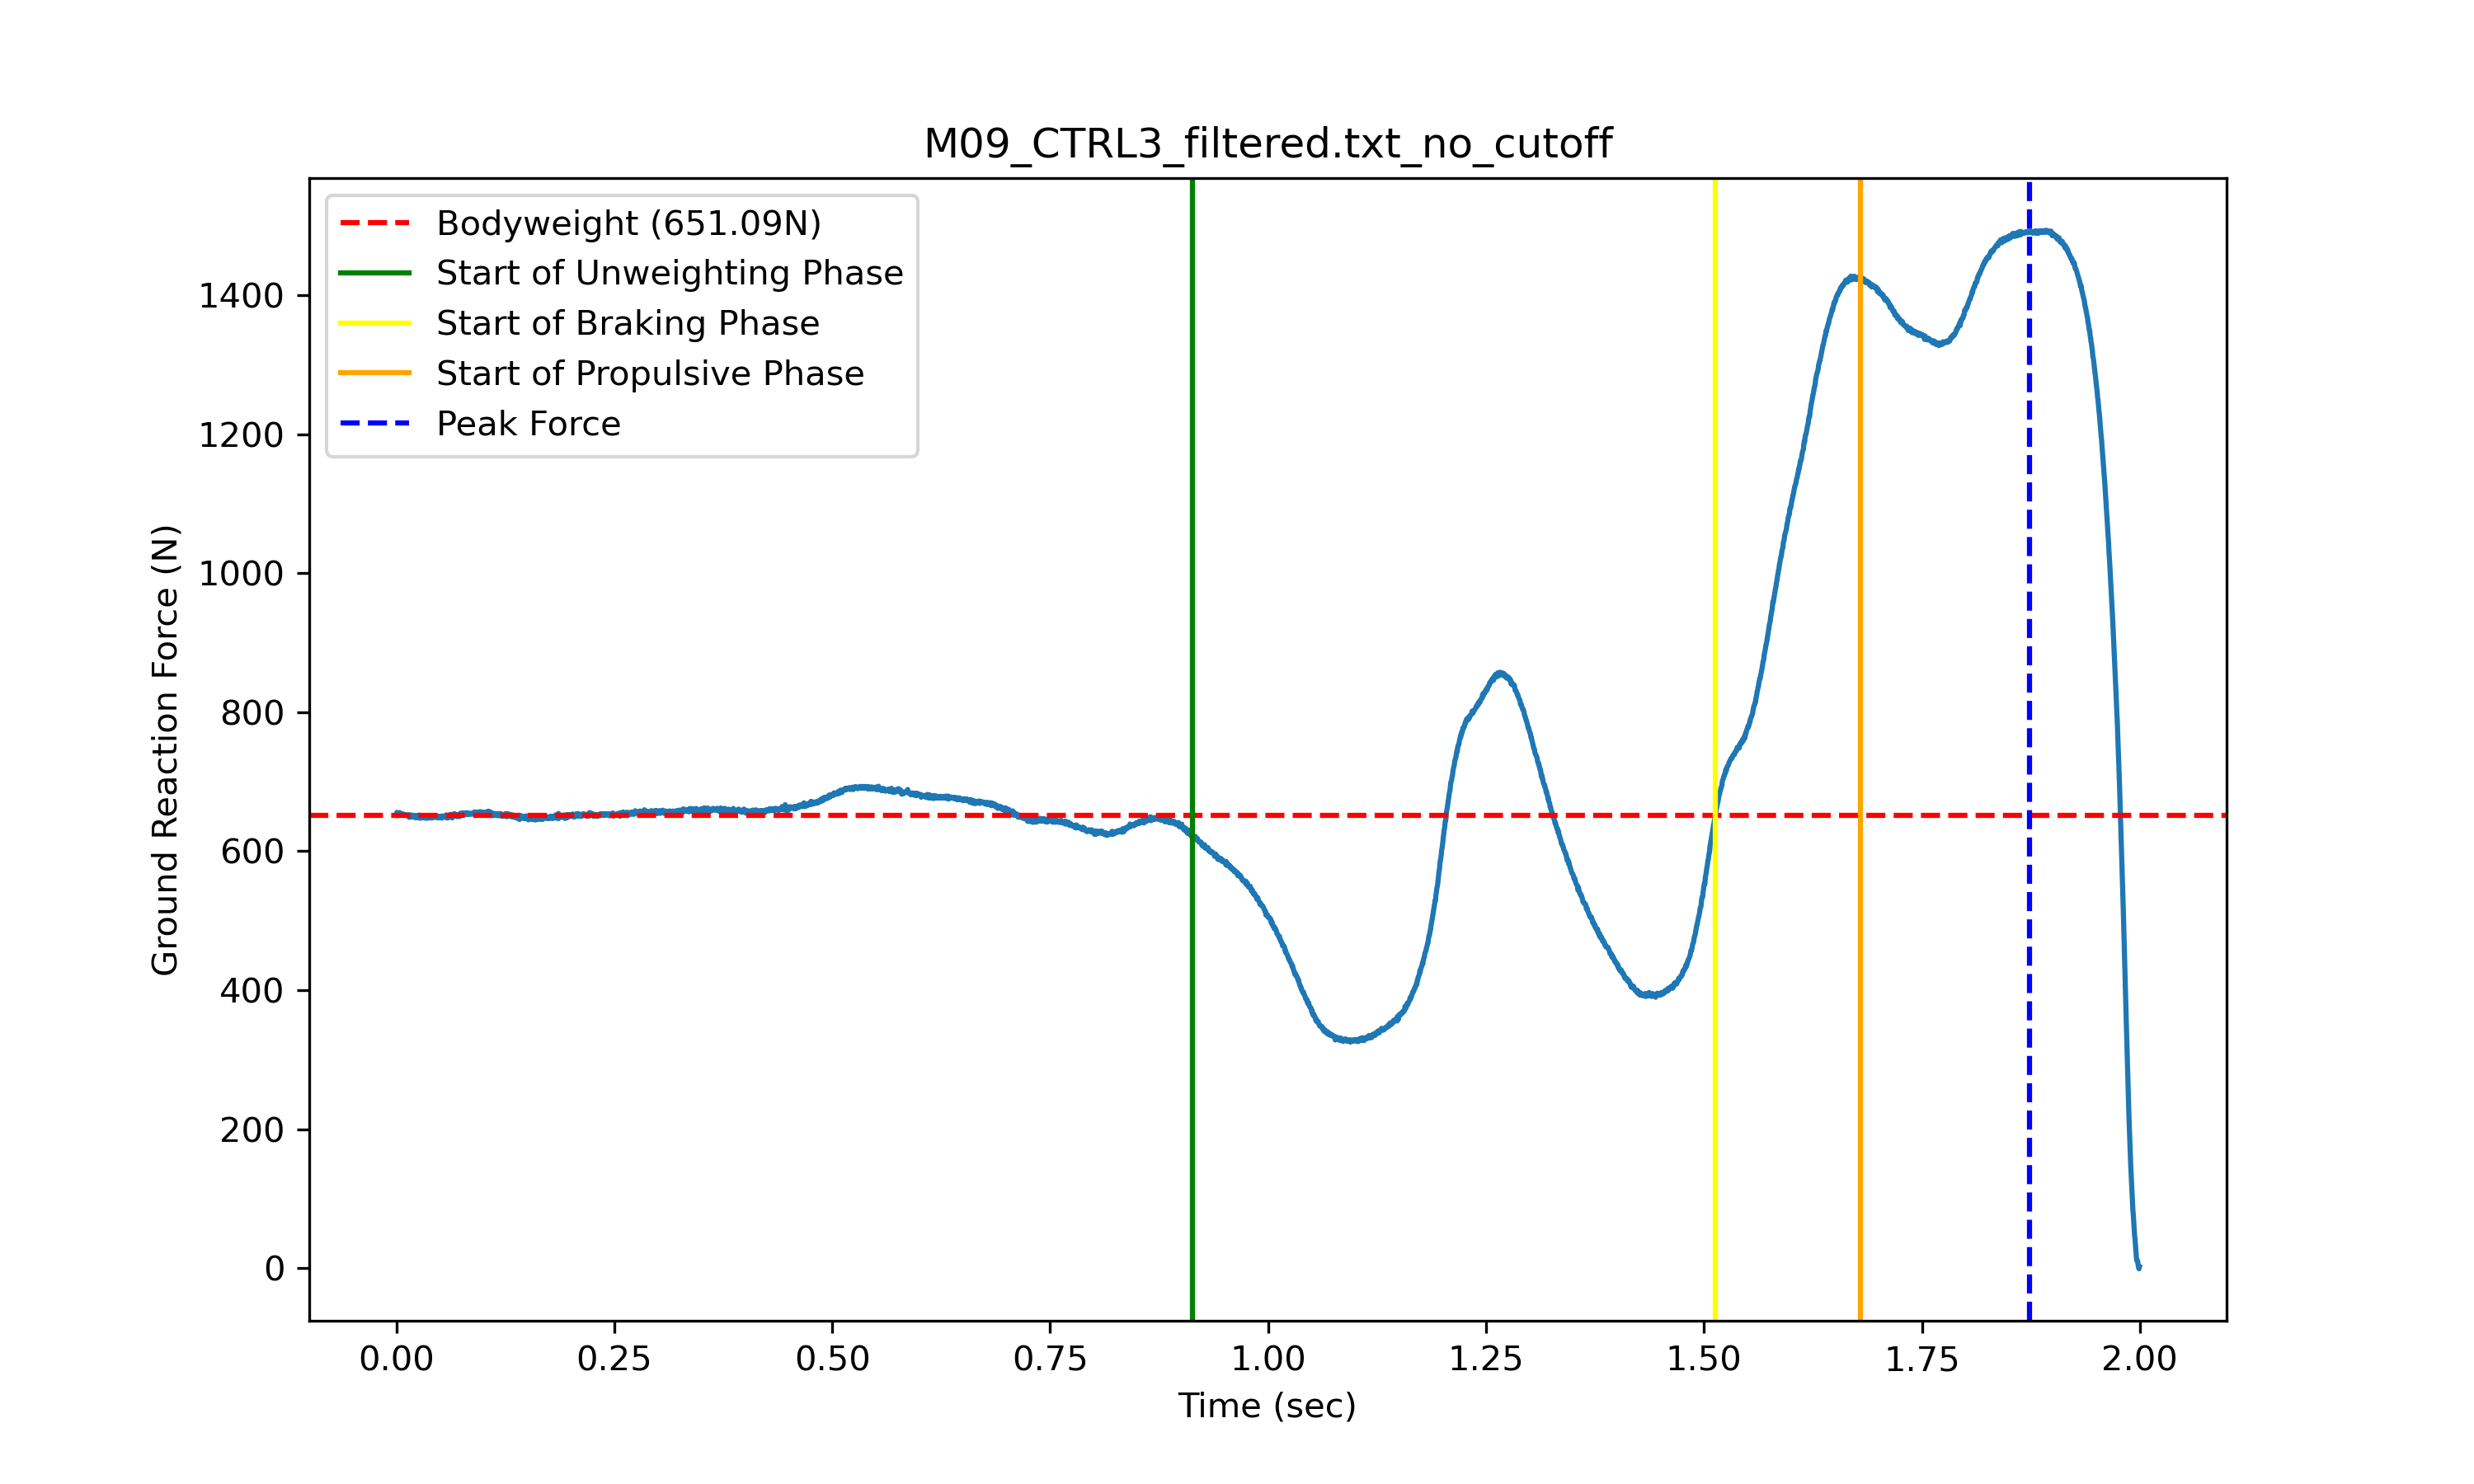 M09_CTRL3_filtered.txt_no_cutoff
Bodyweight (651.09N)
Start of Unweighting Phase
Start of Braking Phase
Start of Propulsive Phase
Peak Force
Ground Reaction Force (N)
1400
1200
1000
800
600
400
200
0
0.00 0.25 0.50 0.75 1.00 1.25 1.50 1.75 2.00
Time (sec)